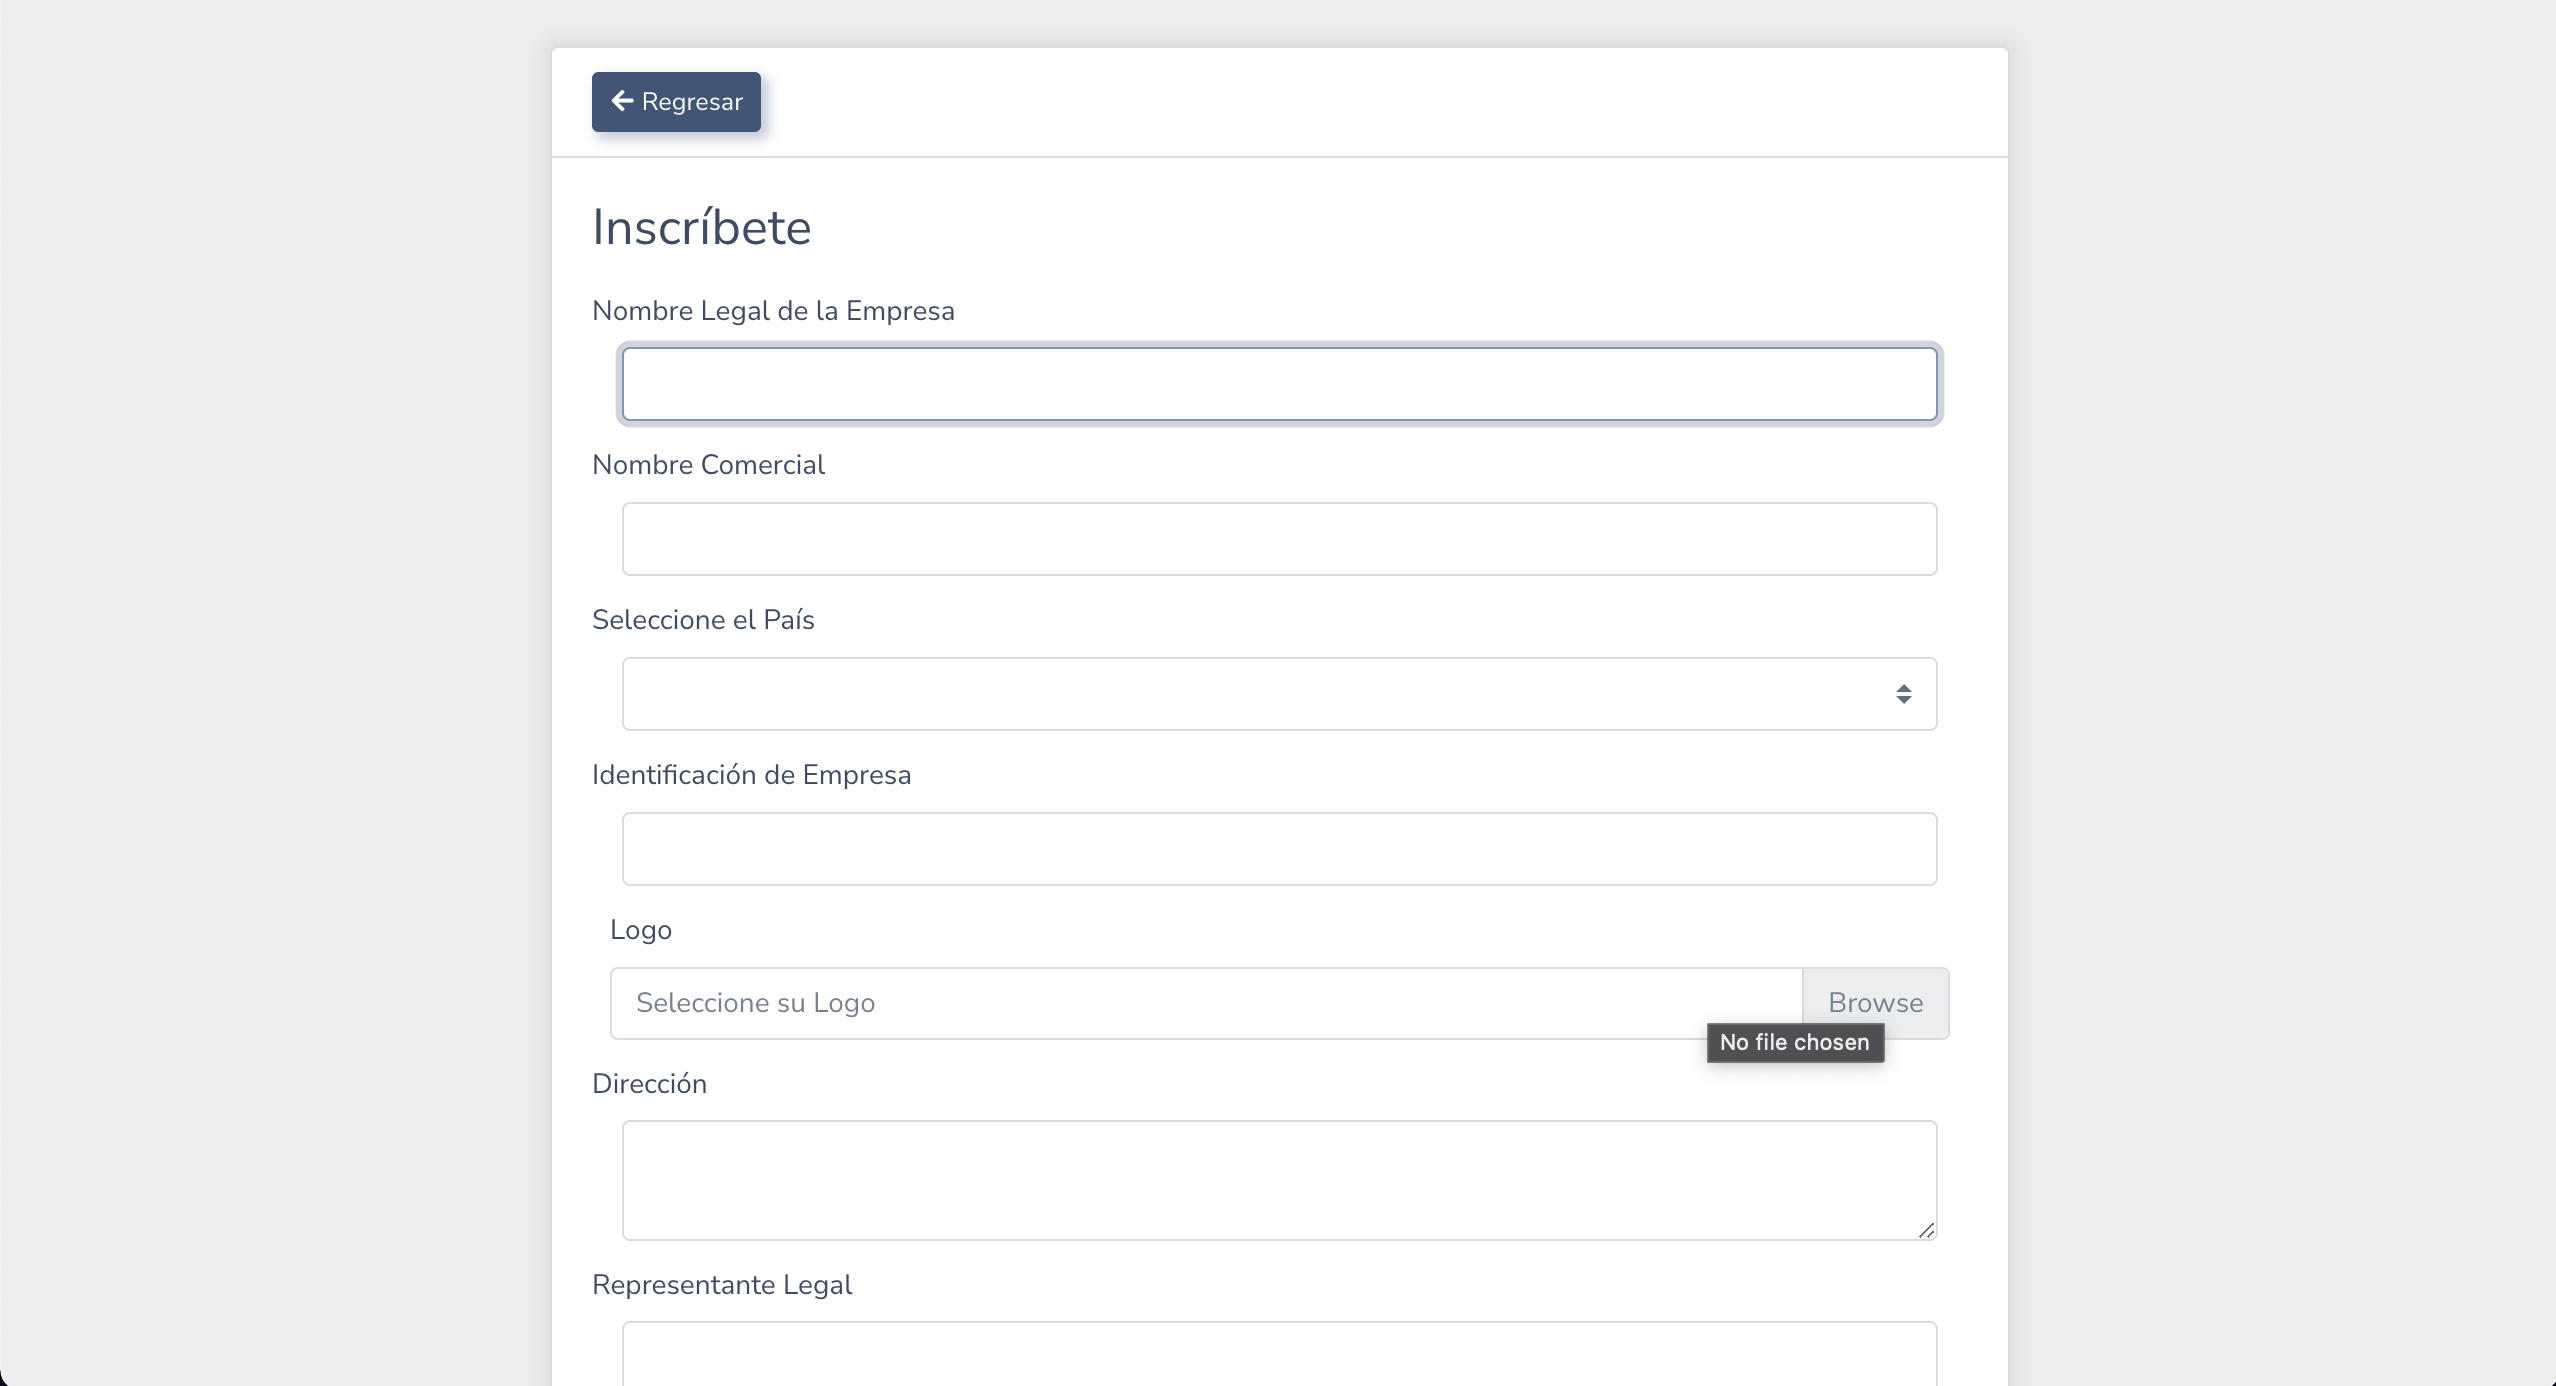 Regresar
Inscríbete
Nombre Legal de la Empresa
Nombre Comercial
Seleccione el País
Identificación de Empresa
Logo
Seleccione su Logo
Browse
No file chosen
Dirección
Representante Legal